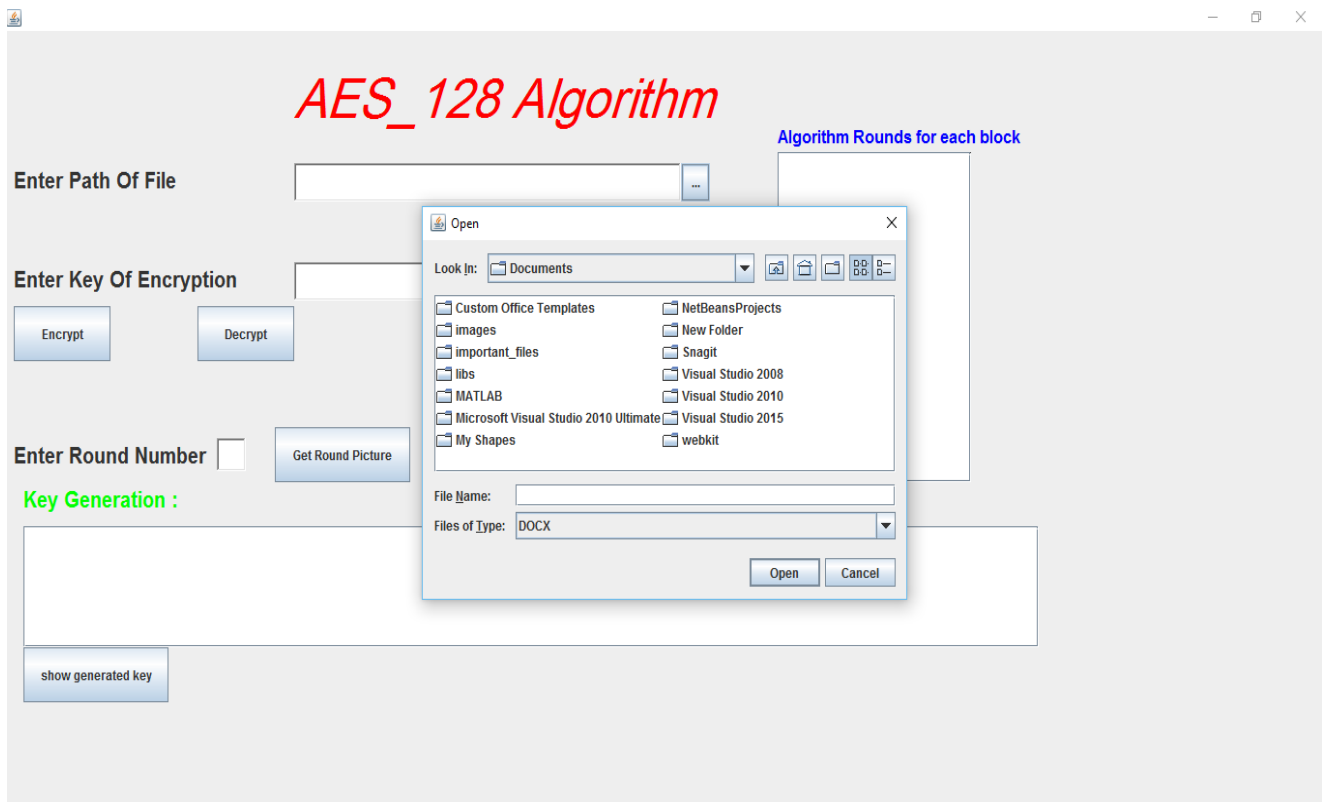 AES_128 Algorithm
Algorithm Rounds for each block
Enter Path Of File
...
Open
Look In: Documents
Enter Key Of Encryption
Custom Office Templates
NetBeansProjects
images
New Folder
important_files
Snagit
libs
Visual Studio 2008
MATLAB
Visual Studio 2010
Microsoft Visual Studio 2010 Ultimate
Visual Studio 2015
My Shapes
webkit
Encrypt
Decrypt
Enter Round Number
Get Round Picture
File Name:
Files of Type: DOCX
Open
Cancel
Key Generation :
show generated key